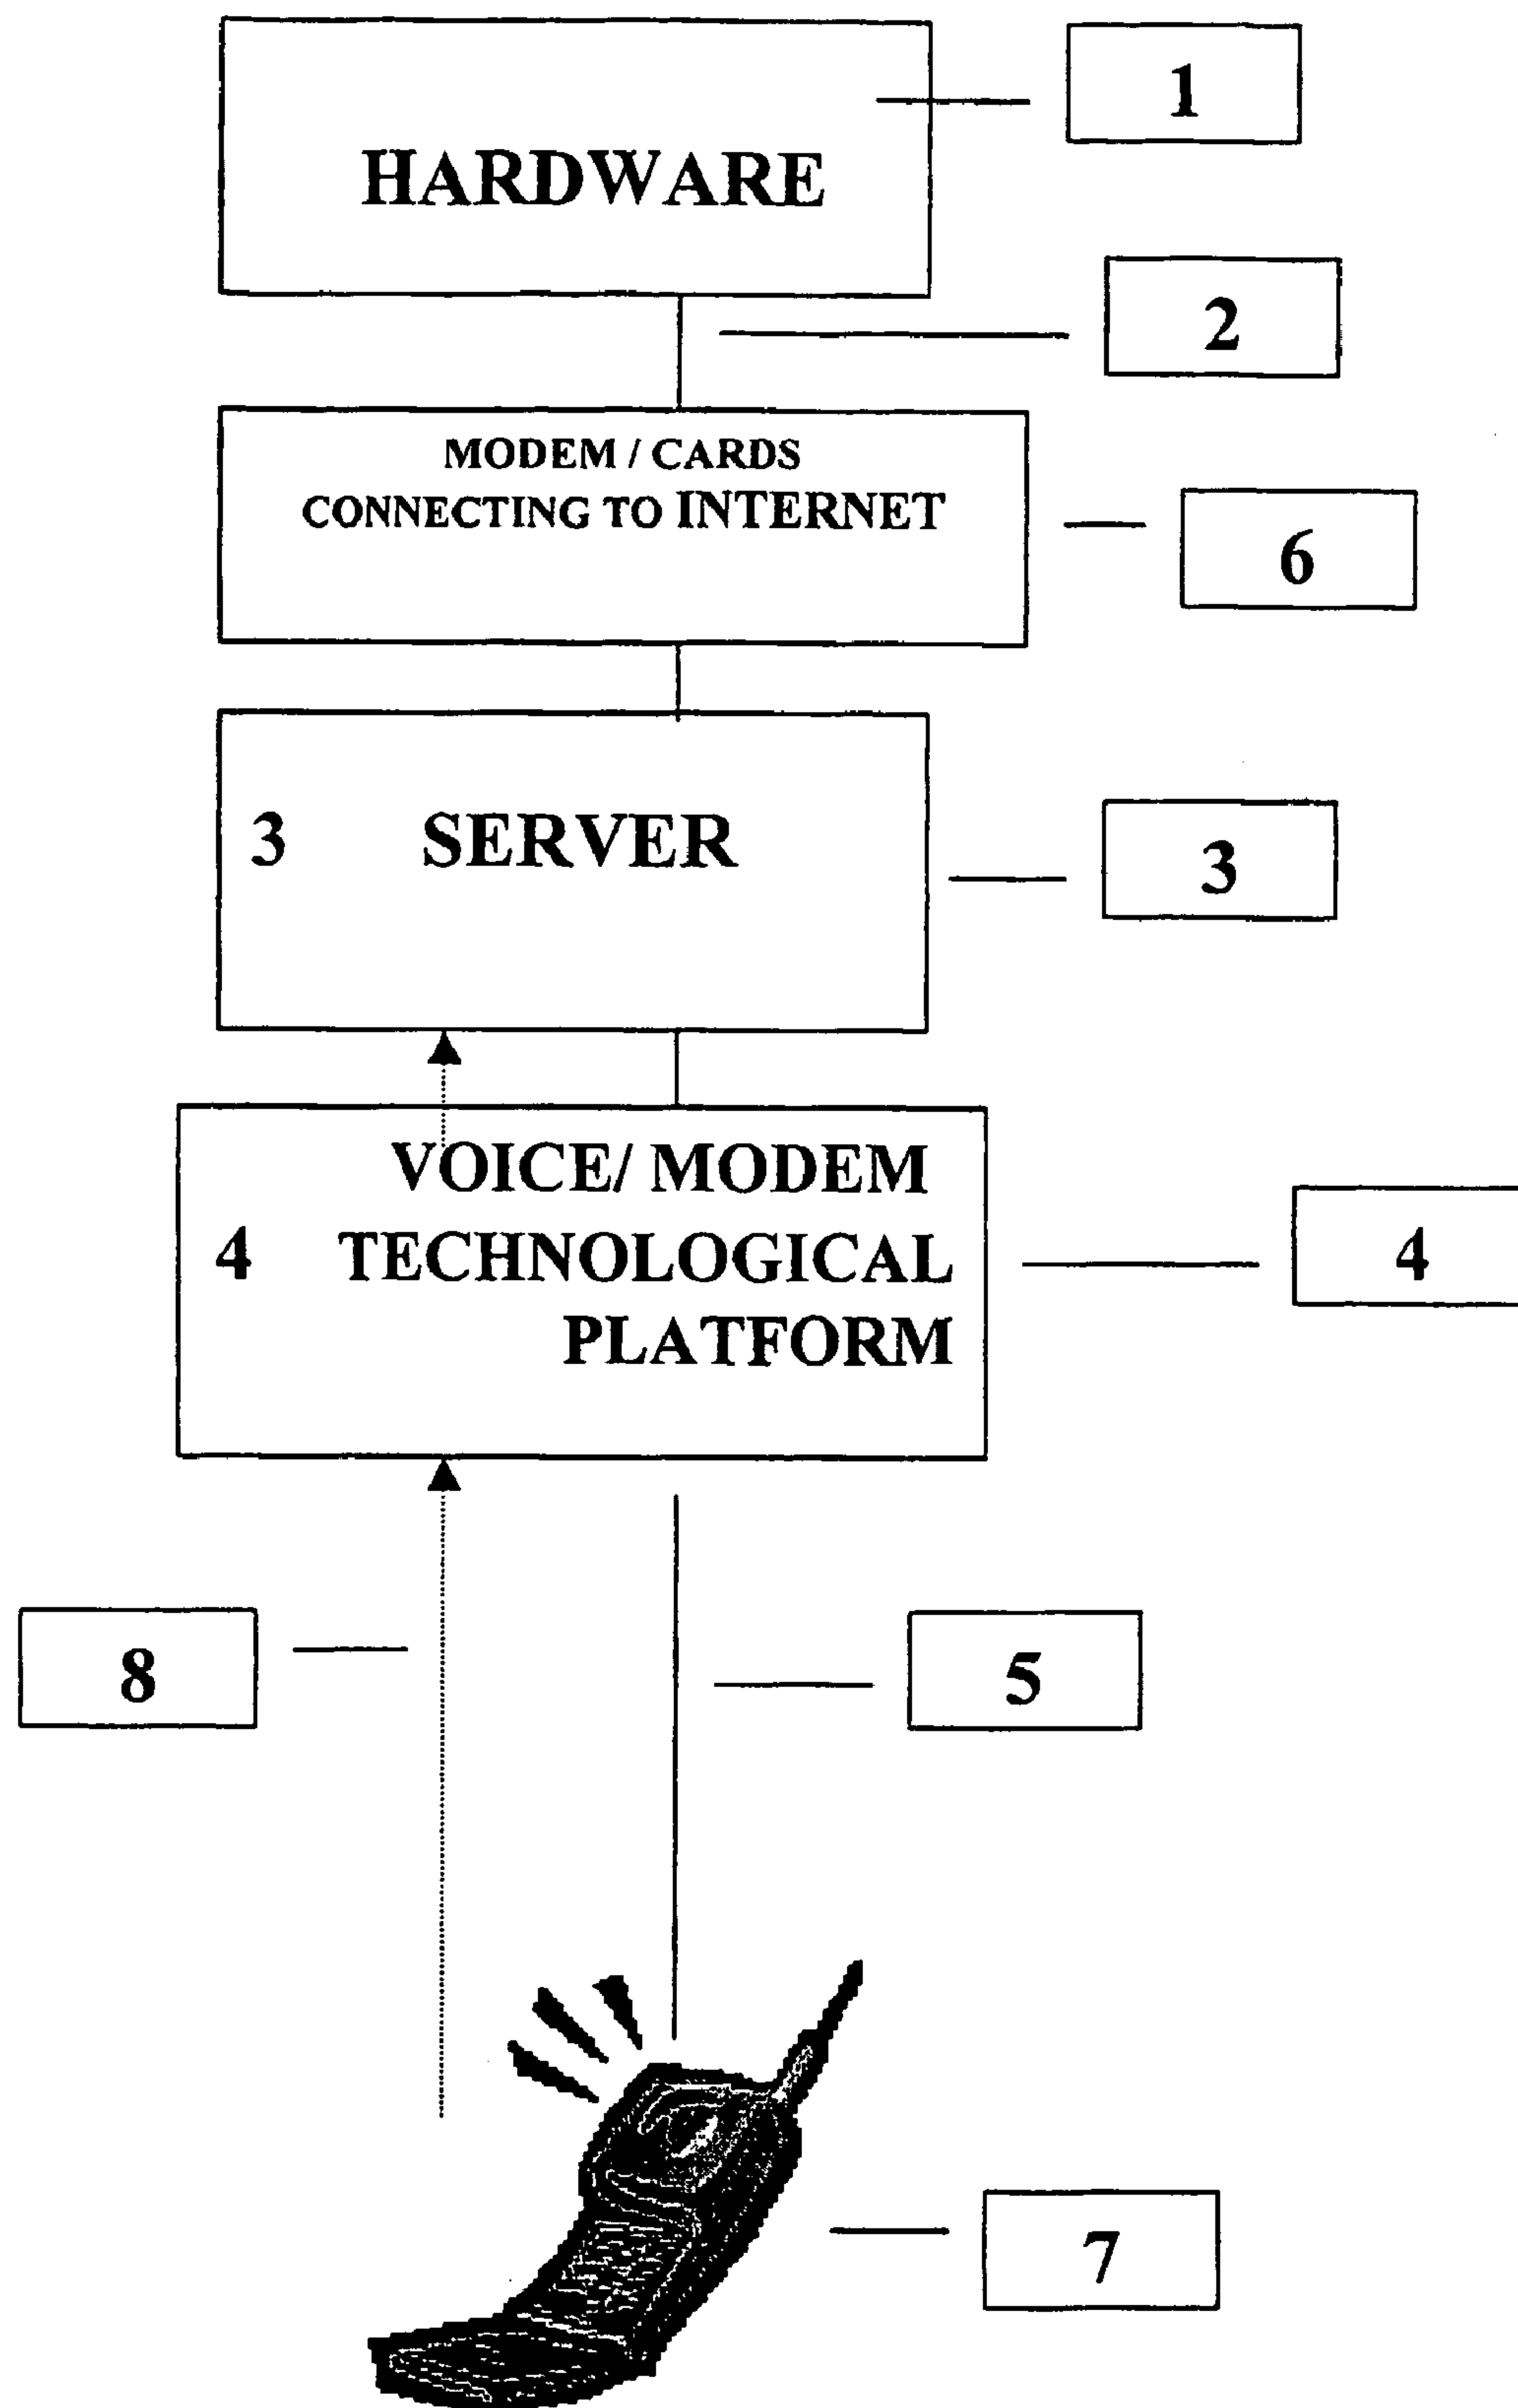 1
HARDWARE
2
MODEM / CARDS
CONNECTING TO INTERNET
6
3 SERVER
3
VOICE/ MODEM
4 TECHNOLOGICAL
PLATFORM
4
8
5
7